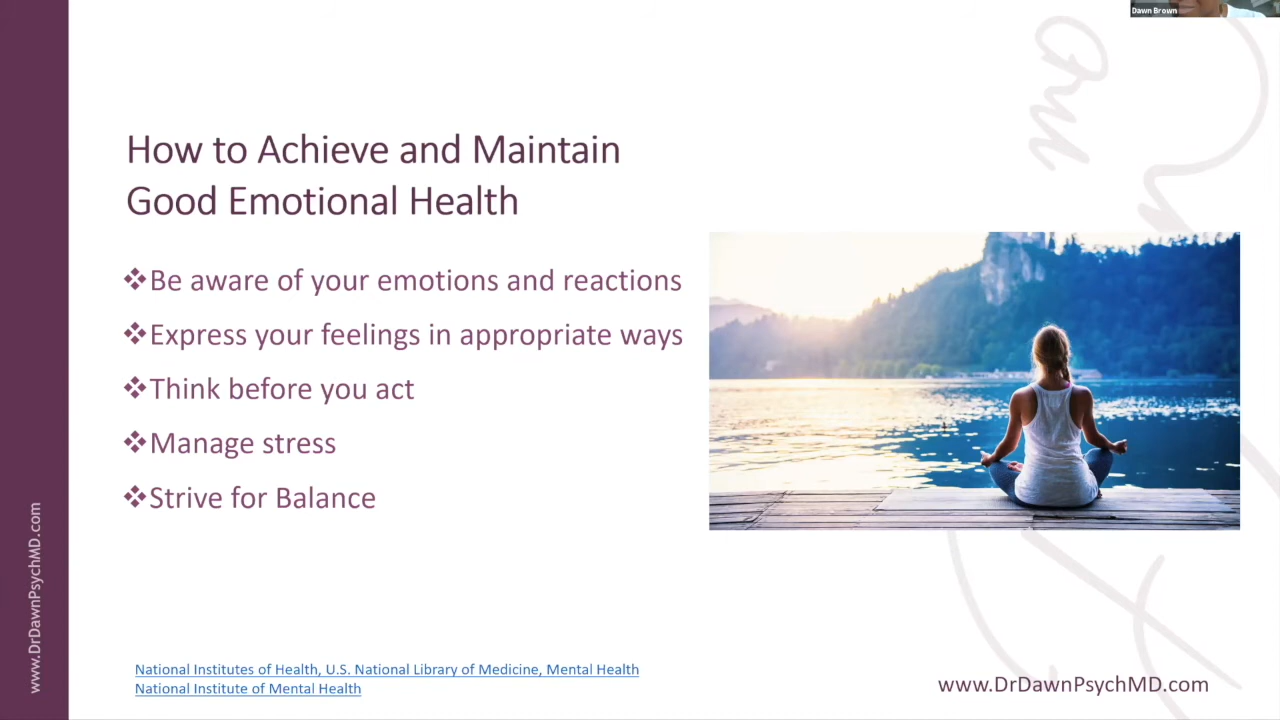 Dawn Brown
How to Achieve and Maintain
Good Emotional Health
❖Be aware of your emotions and reactions
❖Express your feelings in appropriate ways
❖Think before you act
❖Manage stress
❖Strive for Balance
www.DrDawnPsychMD.com
National Institutes of Health, U.S. National Library of Medicine, Mental Health
National Institute of Mental Health
www.DrDawnPsychMD.com